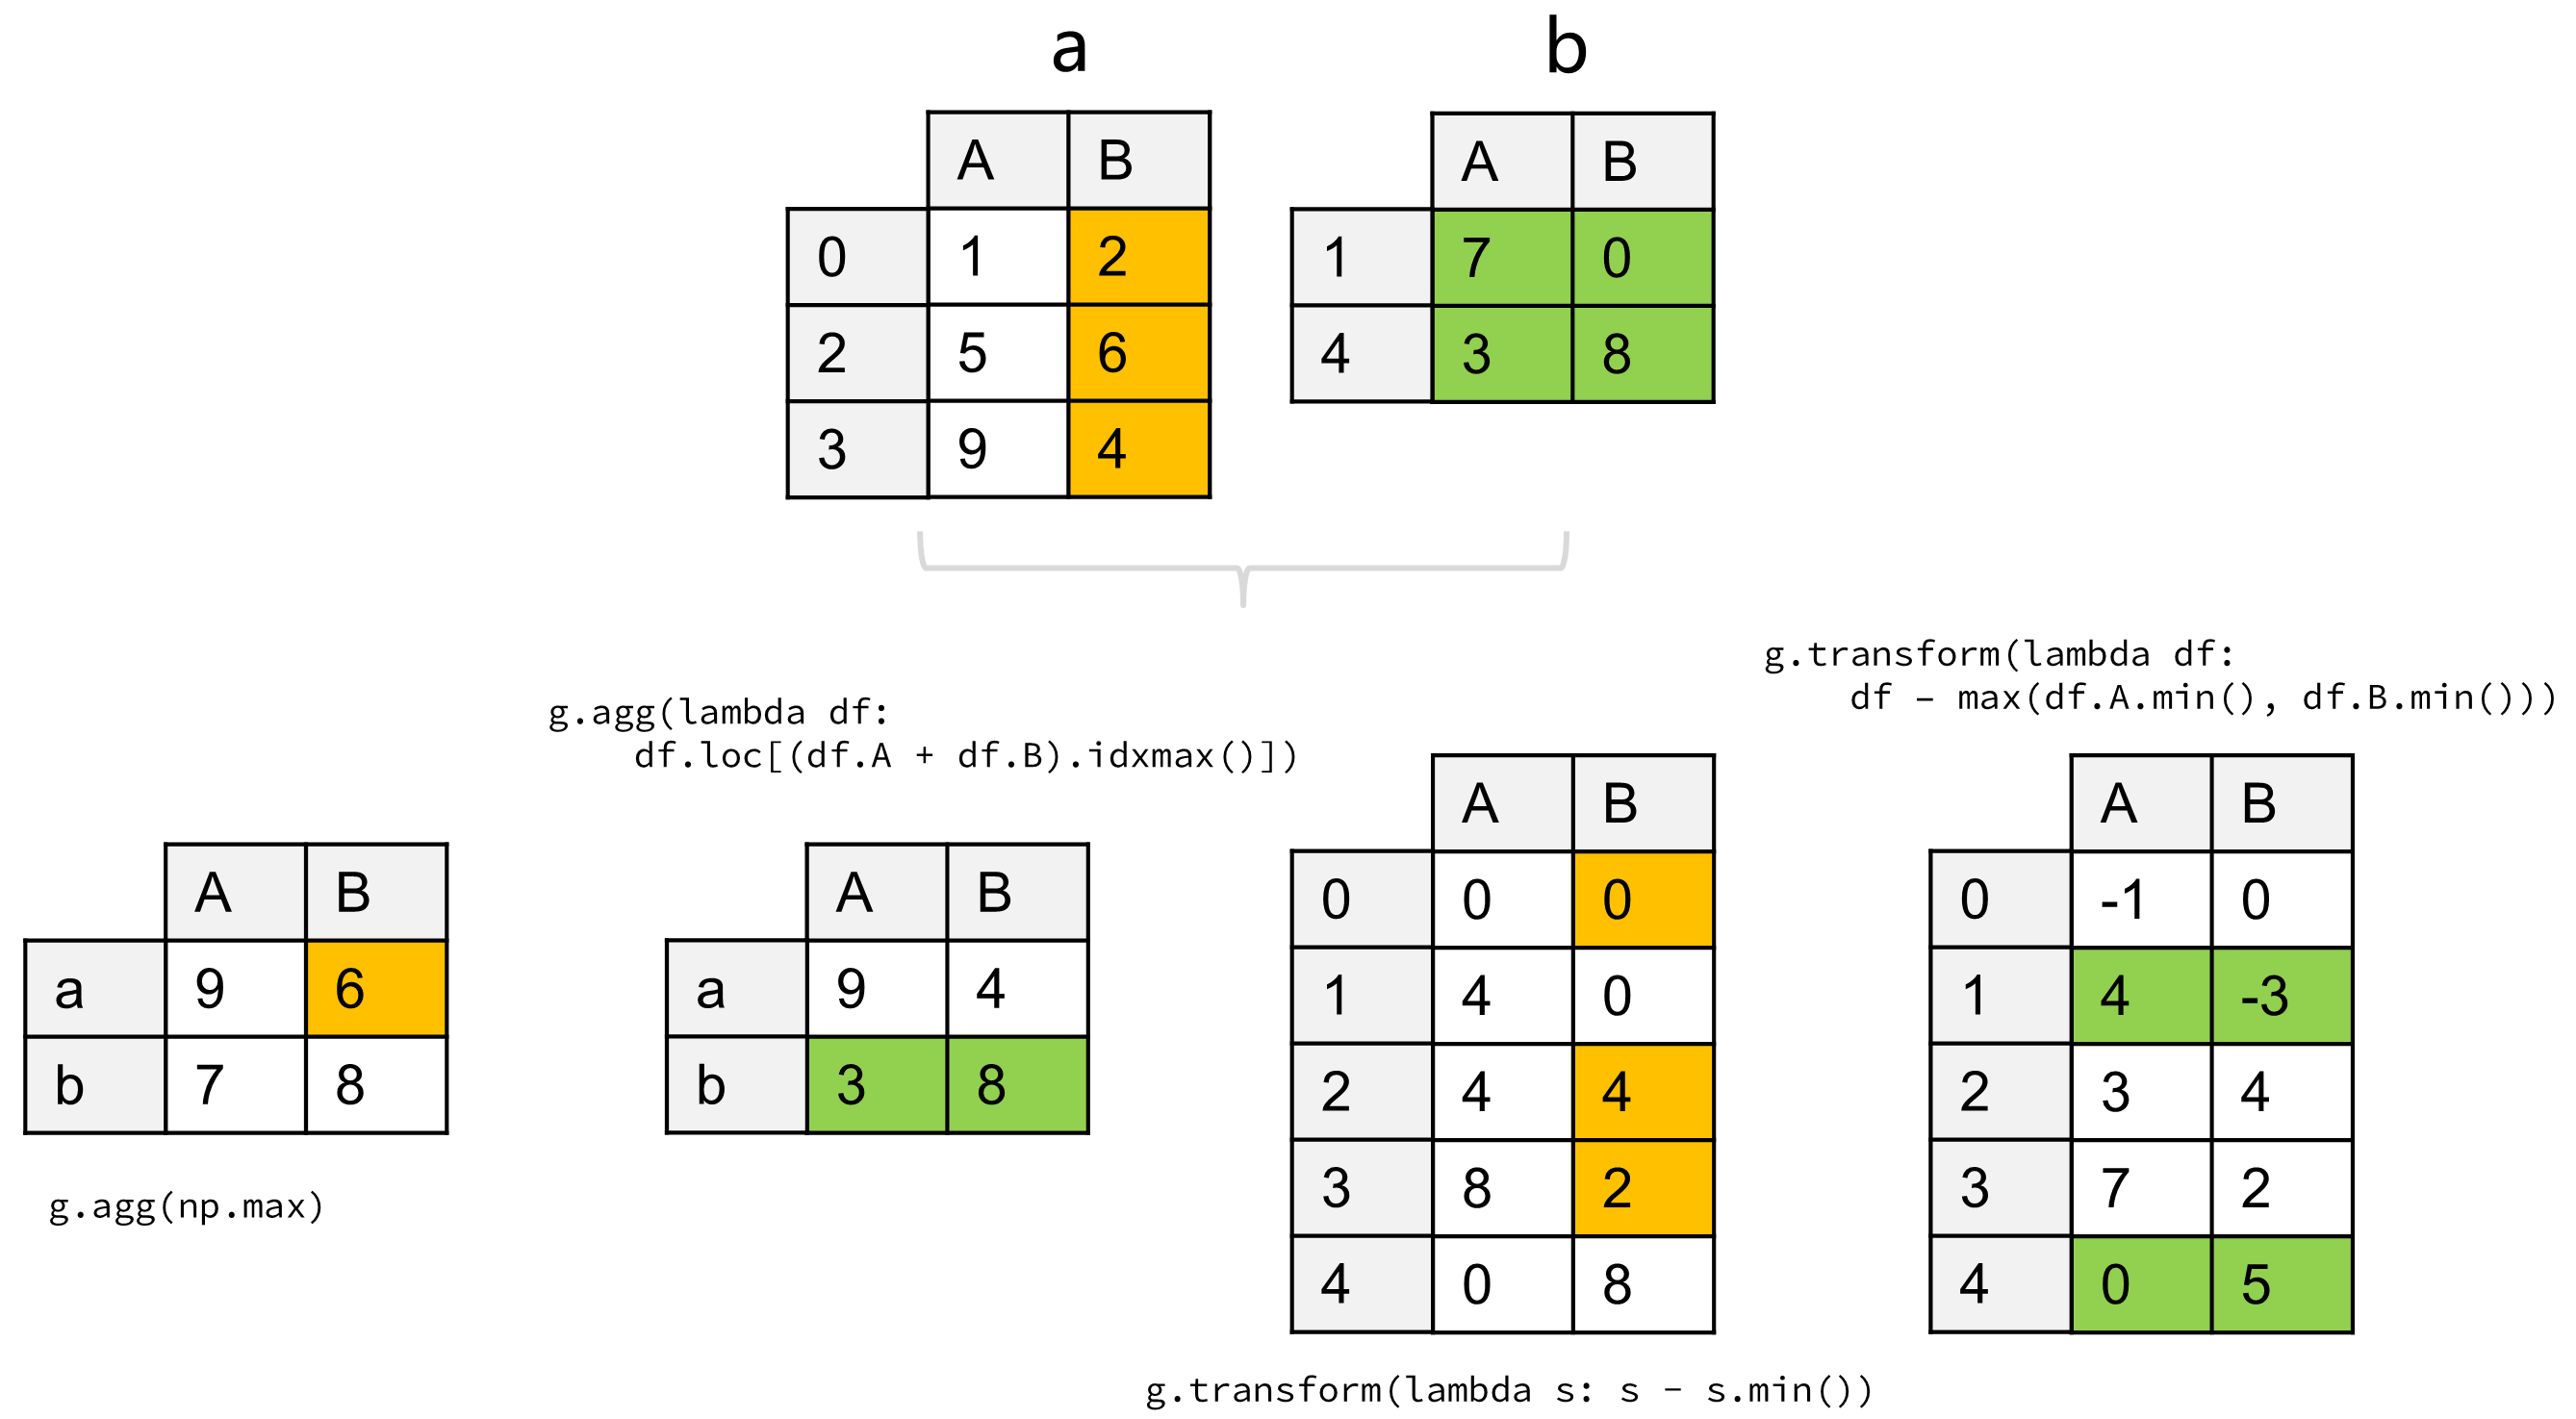 a
b
A B
0 1 2
2 5 6
3 9 4
A B
1 7 0
4 3 8
g.agg(lambda df:
df.loc[(df.A + df.B).idxmax()])
g.transform(lambda df:
df – max(df.A.min(), df.B.min()))
A B
a 9 6
b 7 8
g.agg(np.max)
A B
a 9 4
b 3 8
A B
0 0 0
1 4 0
2 4 4
3 8 2
4 0 8
g.transform(lambda s: s - s.min())
A B
0 -1 0
1 4 -3
2 3 4
3 7 2
4 0 5